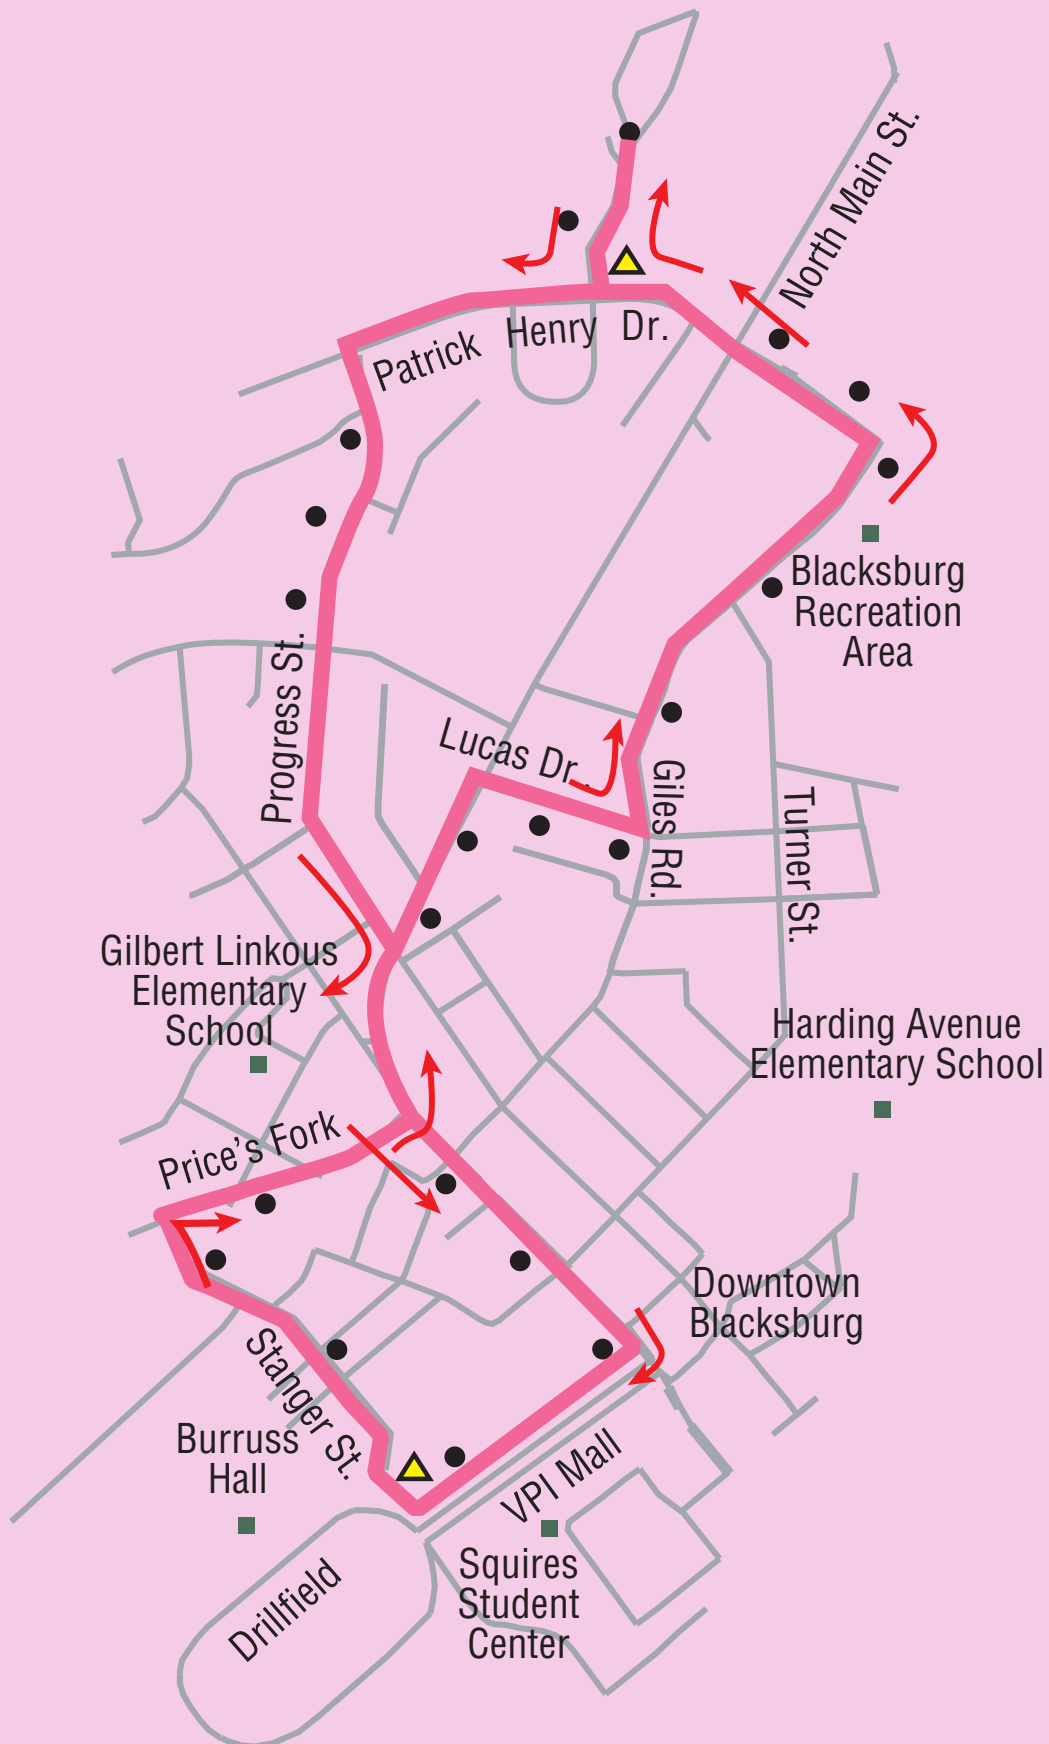 North Main St.
Patrick Henry Dr.
Blacksburg
Recreation
Area
Progress St.
Lucas Dr.
Giles Rd.
Turner St.
Gilbert Linkous
Elementary
School
Harding Avenue
Elementary School
Price's Fork
Downtown
Blacksburg
Stanger St.
Burruss
Hall
VPI Mall
Squires
Student
Center
Drillfield